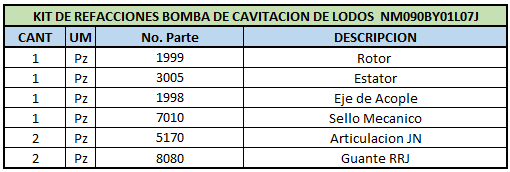 KIT DE REFACCIONES BOMBA DE CAVITACION DE LODOS NM090BY01L07J
CANT UM No. Parte DESCRIPCION
1 Pz 1999 Rotor
1 Pz 3005 Estator
1 Pz 1998 Eje de Acople
1 Pz 7010 Sello Mecanico
2 Pz 5170 Articulacion JN
2 Pz 8080 Guante RRJ